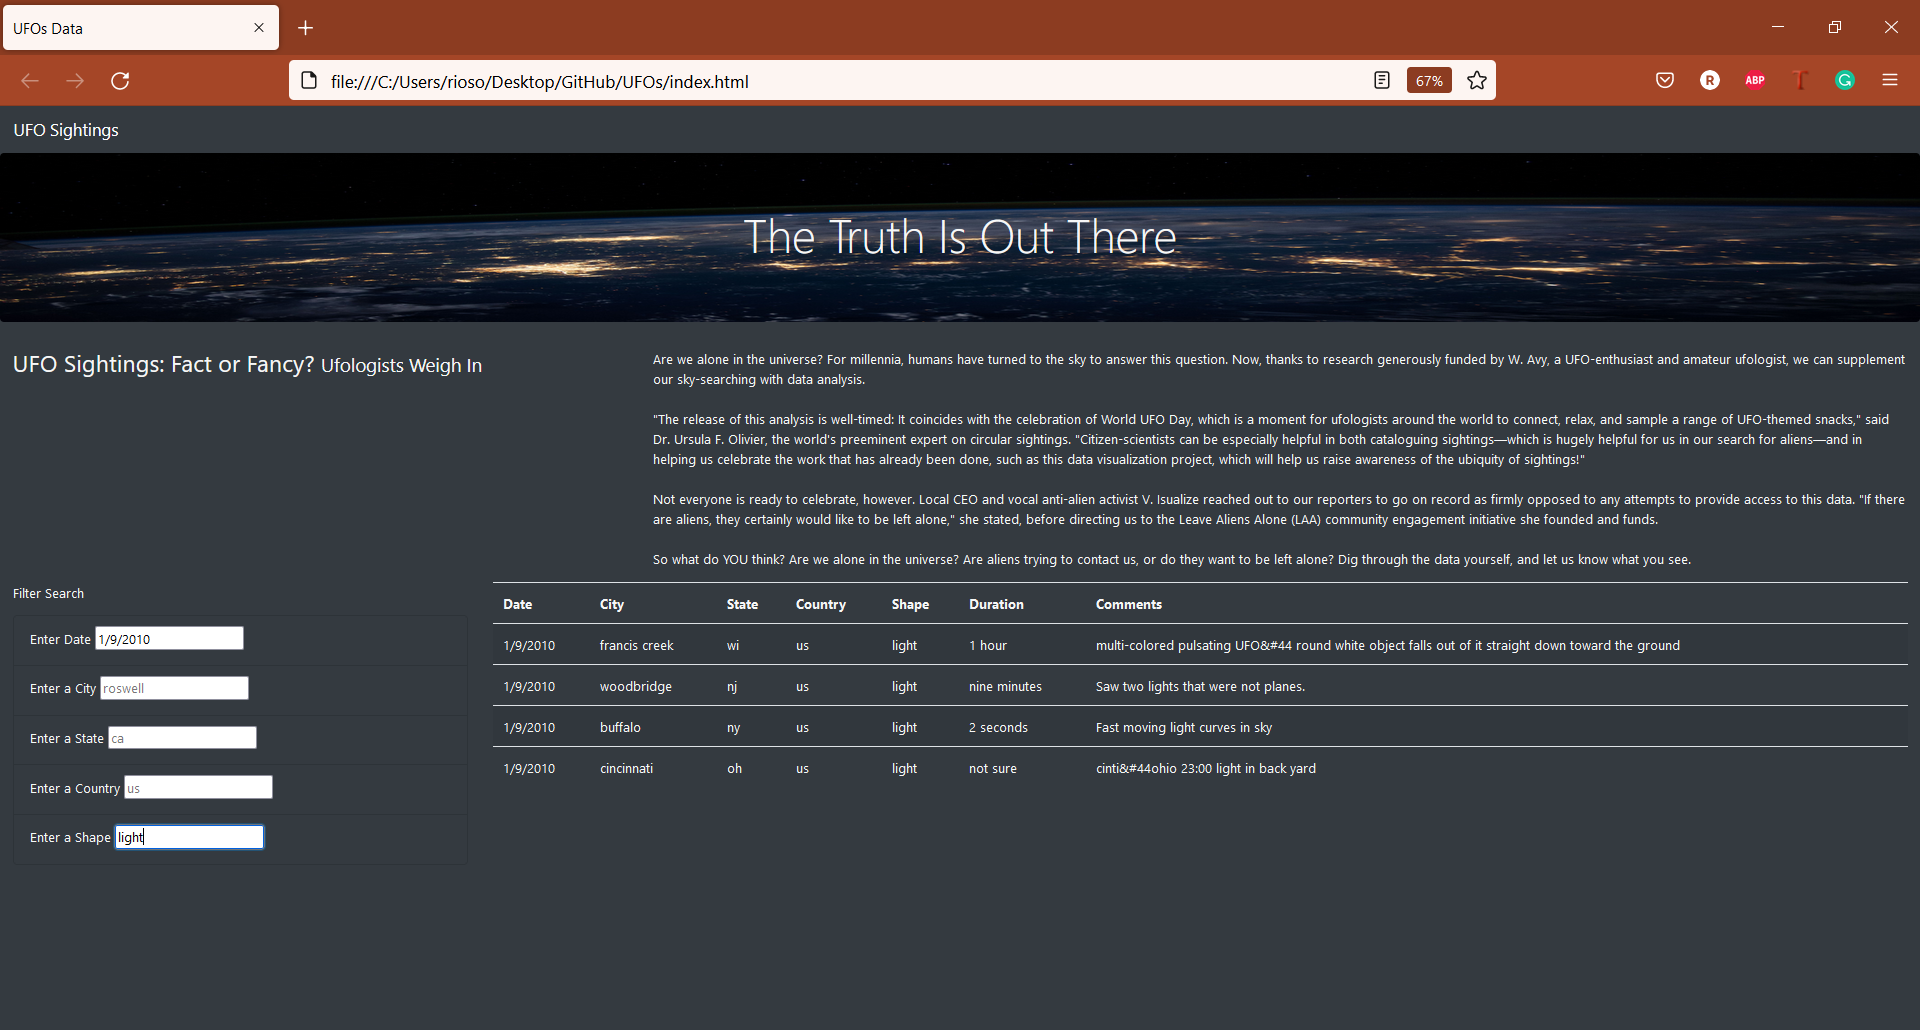 UFOs Data
file:///C:/Users/rioso/Desktop/GitHub/UFOs/index.html
67%
R
ABP
T
G
UFO Sightings
The Truth Is Out There
UFO Sightings: Fact or Fancy? Ufologists Weigh In
Are we alone in the universe? For millennia, humans have turned to the sky to answer this question. Now, thanks to research generously funded by W. Avy, a UFO-enthusiast and amateur ufologist, we can supplement
our sky-searching with data analysis.
"The release of this analysis is well-timed: It coincides with the celebration of World UFO Day, which is a moment for ufologists around the world to connect, relax, and sample a range of UFO-themed snacks," said
Dr. Ursula F. Olivier, the world's preeminent expert on circular sightings. "Citizen-scientists can be especially helpful in both cataloguing sightings—which is hugely helpful for us in our search for aliens—and in
helping us celebrate the work that has already been done, such as this data visualization project, which will help us raise awareness of the ubiquity of sightings!"
Not everyone is ready to celebrate, however. Local CEO and vocal anti-alien activist V. Isualize reached out to our reporters to go on record as firmly opposed to any attempts to provide access to this data. "If there
are aliens, they certainly would like to be left alone," she stated, before directing us to the Leave Aliens Alone (LAA) community engagement initiative she founded and funds.
So what do YOU think? Are we alone in the universe? Are aliens trying to contact us, or do they want to be left alone? Dig through the data yourself, and let us know what you see.
Filter Search
Enter Date 1/9/2010
Enter a City roswell
Enter a State ca
Enter a Country us
Enter a Shape light
Date City State Country Shape Duration Comments
1/9/2010 francis creek wi us light 1 hour multi-colored pulsating UFO&#44 round white object falls out of it straight down toward the ground
1/9/2010 woodbridge nj us light nine minutes Saw two lights that were not planes.
1/9/2010 buffalo ny us light 2 seconds Fast moving light curves in sky
1/9/2010 cincinnati oh us light not sure cinti&#44ohio 23:00 light in back yard